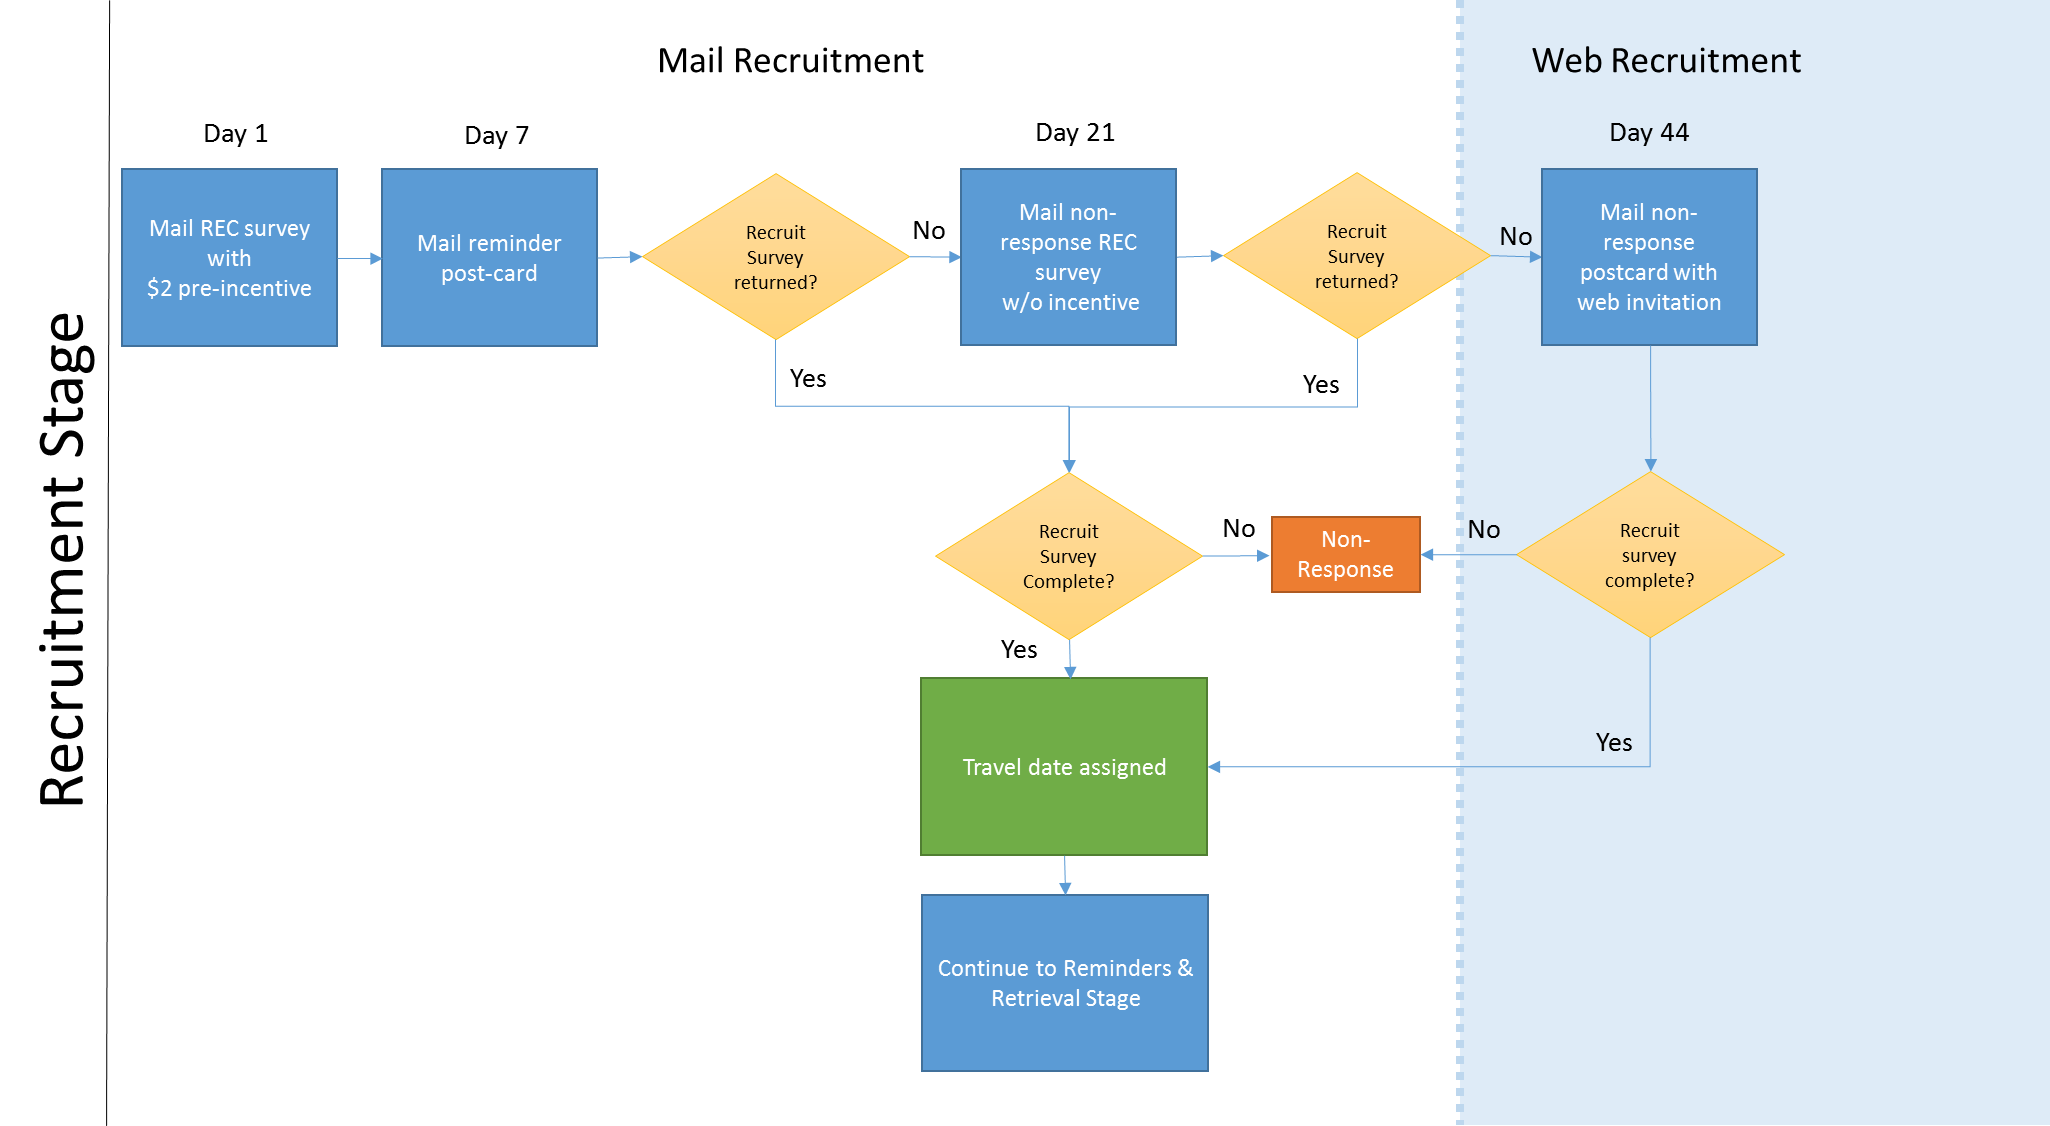 Recruitment Stage
Mail Recruitment
Web Recruitment
Day 1
Day 7
Day 21
Day 44
Mail REC survey
with
$2 pre-incentive
Mail reminder
post-card
Recruit
Survey
returned?
No
Mail non-
response REC
survey
w/o incentive
Recruit
Survey
returned?
No
Mail non-
response
postcard with
web invitation
Yes
Yes
Recruit
Survey
Complete?
No
Non-
Response
No
Recruit
survey
complete?
Yes
Travel date assigned
Yes
Continue to Reminders &
Retrieval Stage